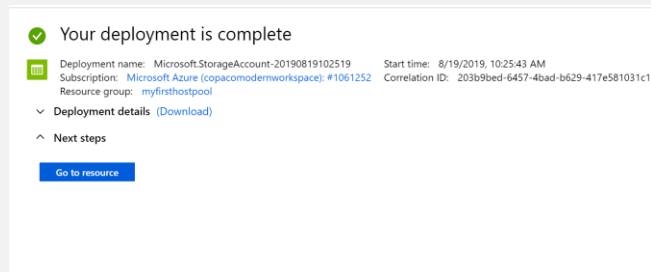 Your deployment is complete
Deployment name: Microsoft.StorageAccount-20190819102519 Start time: 8/19/2019, 10:25:43 AM
Subscription: Microsoft Azure (copacomodernworkspace): #1061252 Correlation ID: 203b9bed-6457-4bad-b629-417e581031c1
Resource group: myfirsthostpool
Deployment details (Download)
Next steps
Go to resource